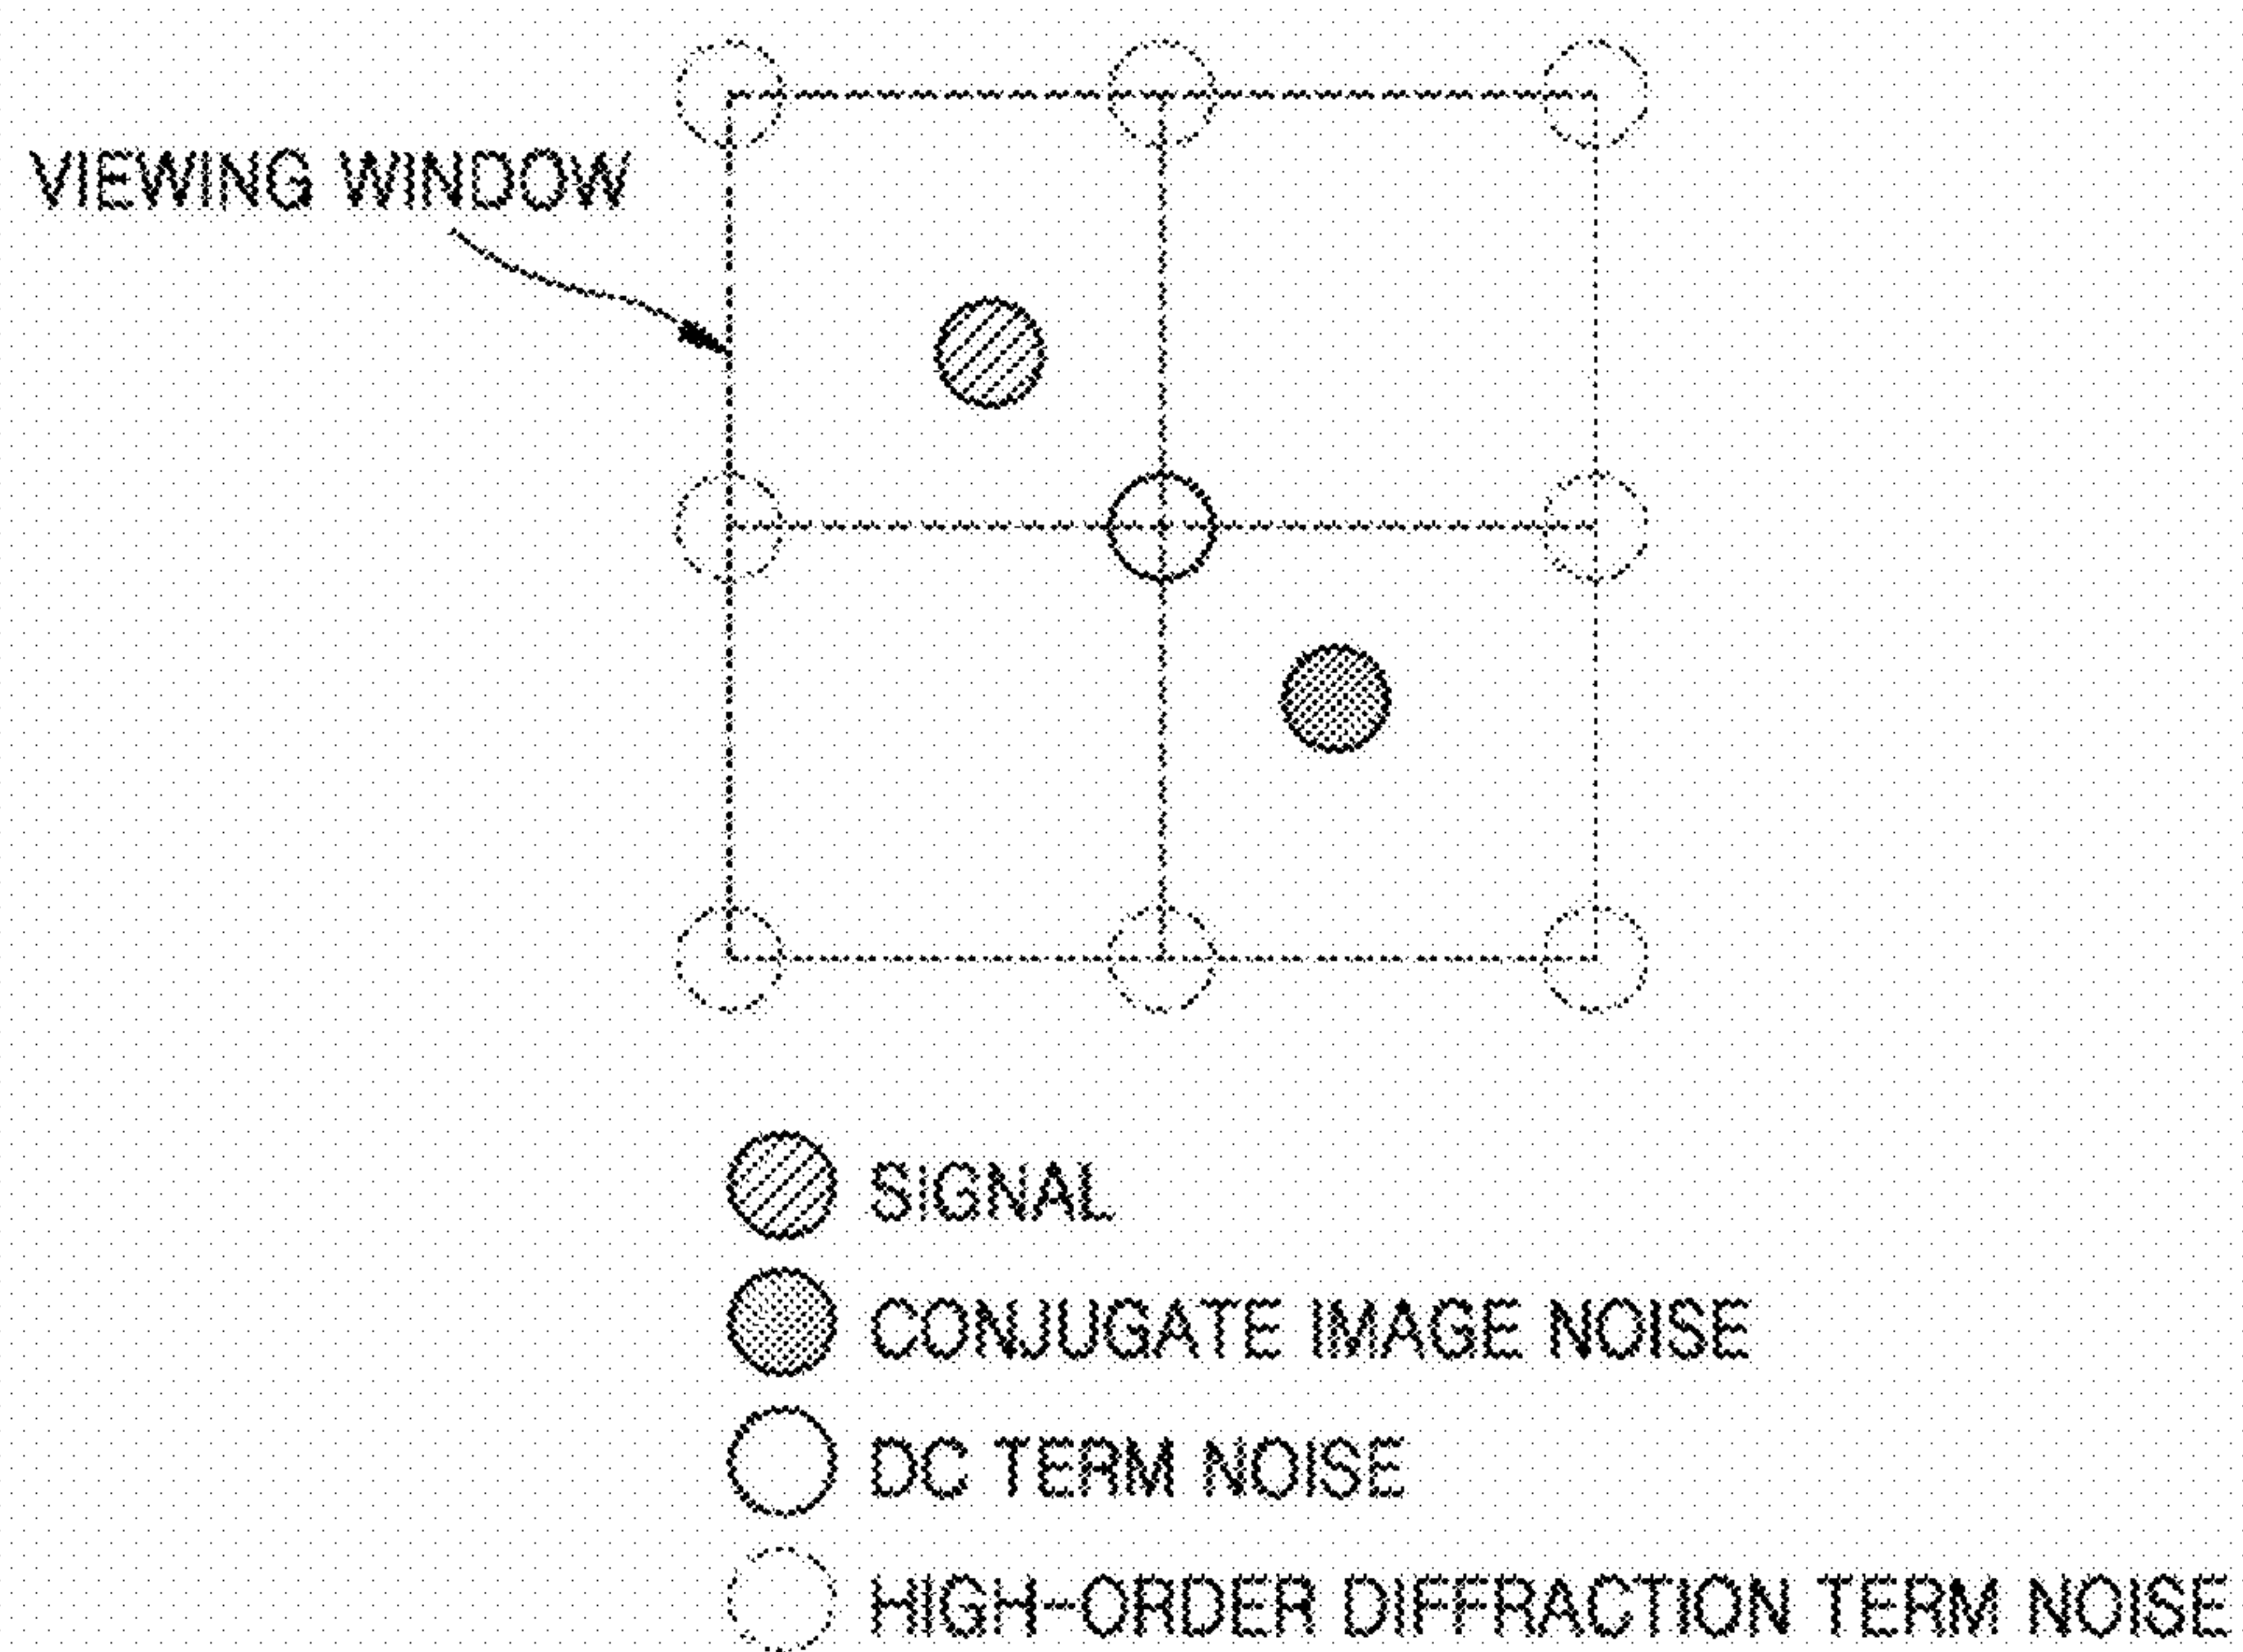 VIEWING WINDOW
SIGNAL
CONJUGATE IMAGE NOISE
DC TERM NOISE
HIGH-ORDER DIFFRACTION TERM NOISE